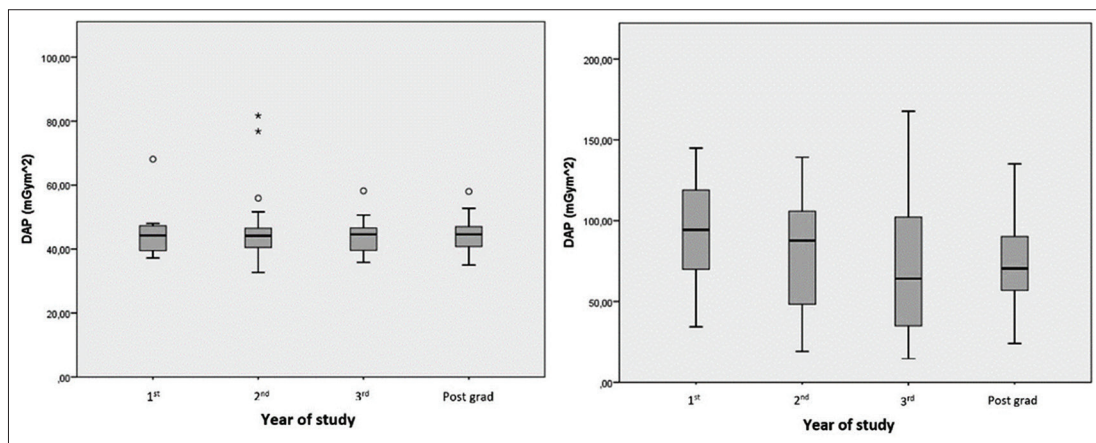 100,00
80,00
60,00
40,00
20,00
,00
DAP (mGym^2)
1st
2nd
3rd
Post grad
Year of study
200,00
150,00
100,00
50,00
,00
DAP (mGym^2)
1st
2nd
3rd
Post grad
Year of study